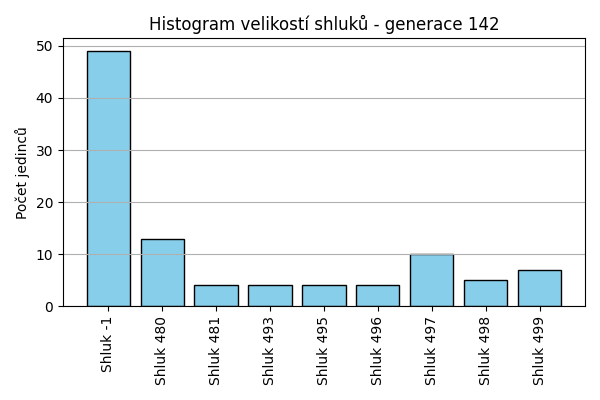 Histogram velikostí shluků - generace 142
Počet jedinců
50
40
30
20
10
0
Shluk -1
Shluk 480
Shluk 481
Shluk 493
Shluk 495
Shluk 496
Shluk 497
Shluk 498
Shluk 499